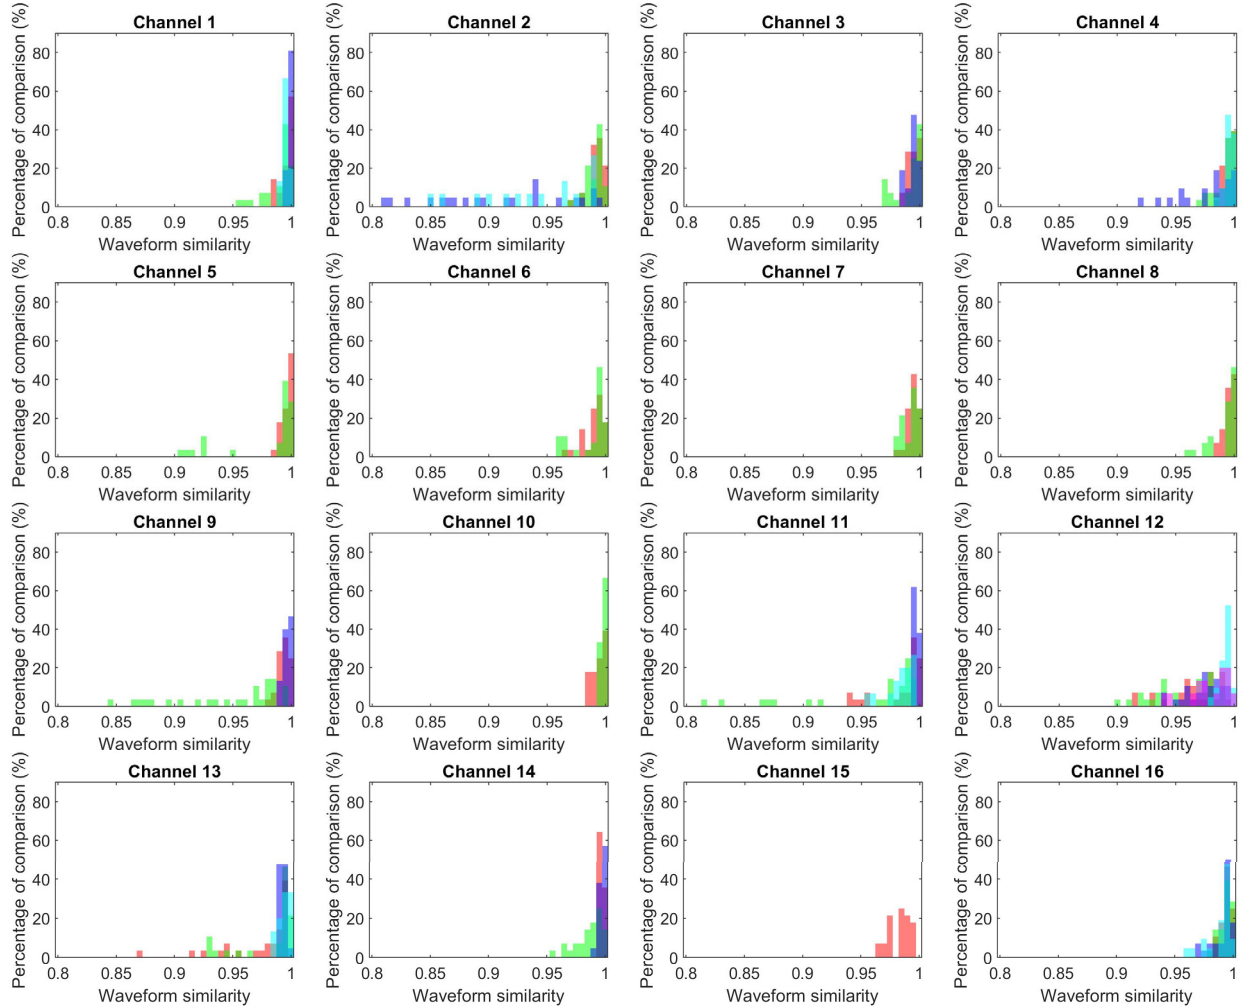 Channel 1
Percentage of comparison (%)
80
60
40
20
0
0.8 0.85 0.9 0.95 1
Waveform similarity
Channel 2
Percentage of comparison (%)
80
60
40
20
0
0.8 0.85 0.9 0.95 1
Waveform similarity
Channel 3
Percentage of comparison (%)
80
60
40
20
0
0.8 0.85 0.9 0.95 1
Waveform similarity
Channel 4
Percentage of comparison (%)
80
60
40
20
0
0.8 0.85 0.9 0.95 1
Waveform similarity
Channel 5
Percentage of comparison (%)
80
60
40
20
0
0.8 0.85 0.9 0.95 1
Waveform similarity
Channel 6
Percentage of comparison (%)
80
60
40
20
0
0.8 0.85 0.9 0.95 1
Waveform similarity
Channel 7
Percentage of comparison (%)
80
60
40
20
0
0.8 0.85 0.9 0.95 1
Waveform similarity
Channel 8
Percentage of comparison (%)
80
60
40
20
0
0.8 0.85 0.9 0.95 1
Waveform similarity
Channel 9
Percentage of comparison (%)
80
60
40
20
0
0.8 0.85 0.9 0.95 1
Waveform similarity
Channel 10
Percentage of comparison (%)
80
60
40
20
0
0.8 0.85 0.9 0.95 1
Waveform similarity
Channel 11
Percentage of comparison (%)
80
60
40
20
0
0.8 0.85 0.9 0.95 1
Waveform similarity
Channel 12
Percentage of comparison (%)
80
60
40
20
0
0.8 0.85 0.9 0.95 1
Waveform similarity
Channel 13
Percentage of comparison (%)
80
60
40
20
0
0.8 0.85 0.9 0.95 1
Waveform similarity
Channel 14
Percentage of comparison (%)
80
60
40
20
0
0.8 0.85 0.9 0.95 1
Waveform similarity
Channel 15
Percentage of comparison (%)
80
60
40
20
0
0.8 0.85 0.9 0.95 1
Waveform similarity
Channel 16
Percentage of comparison (%)
80
60
40
20
0
0.8 0.85 0.9 0.95 1
Waveform similarity